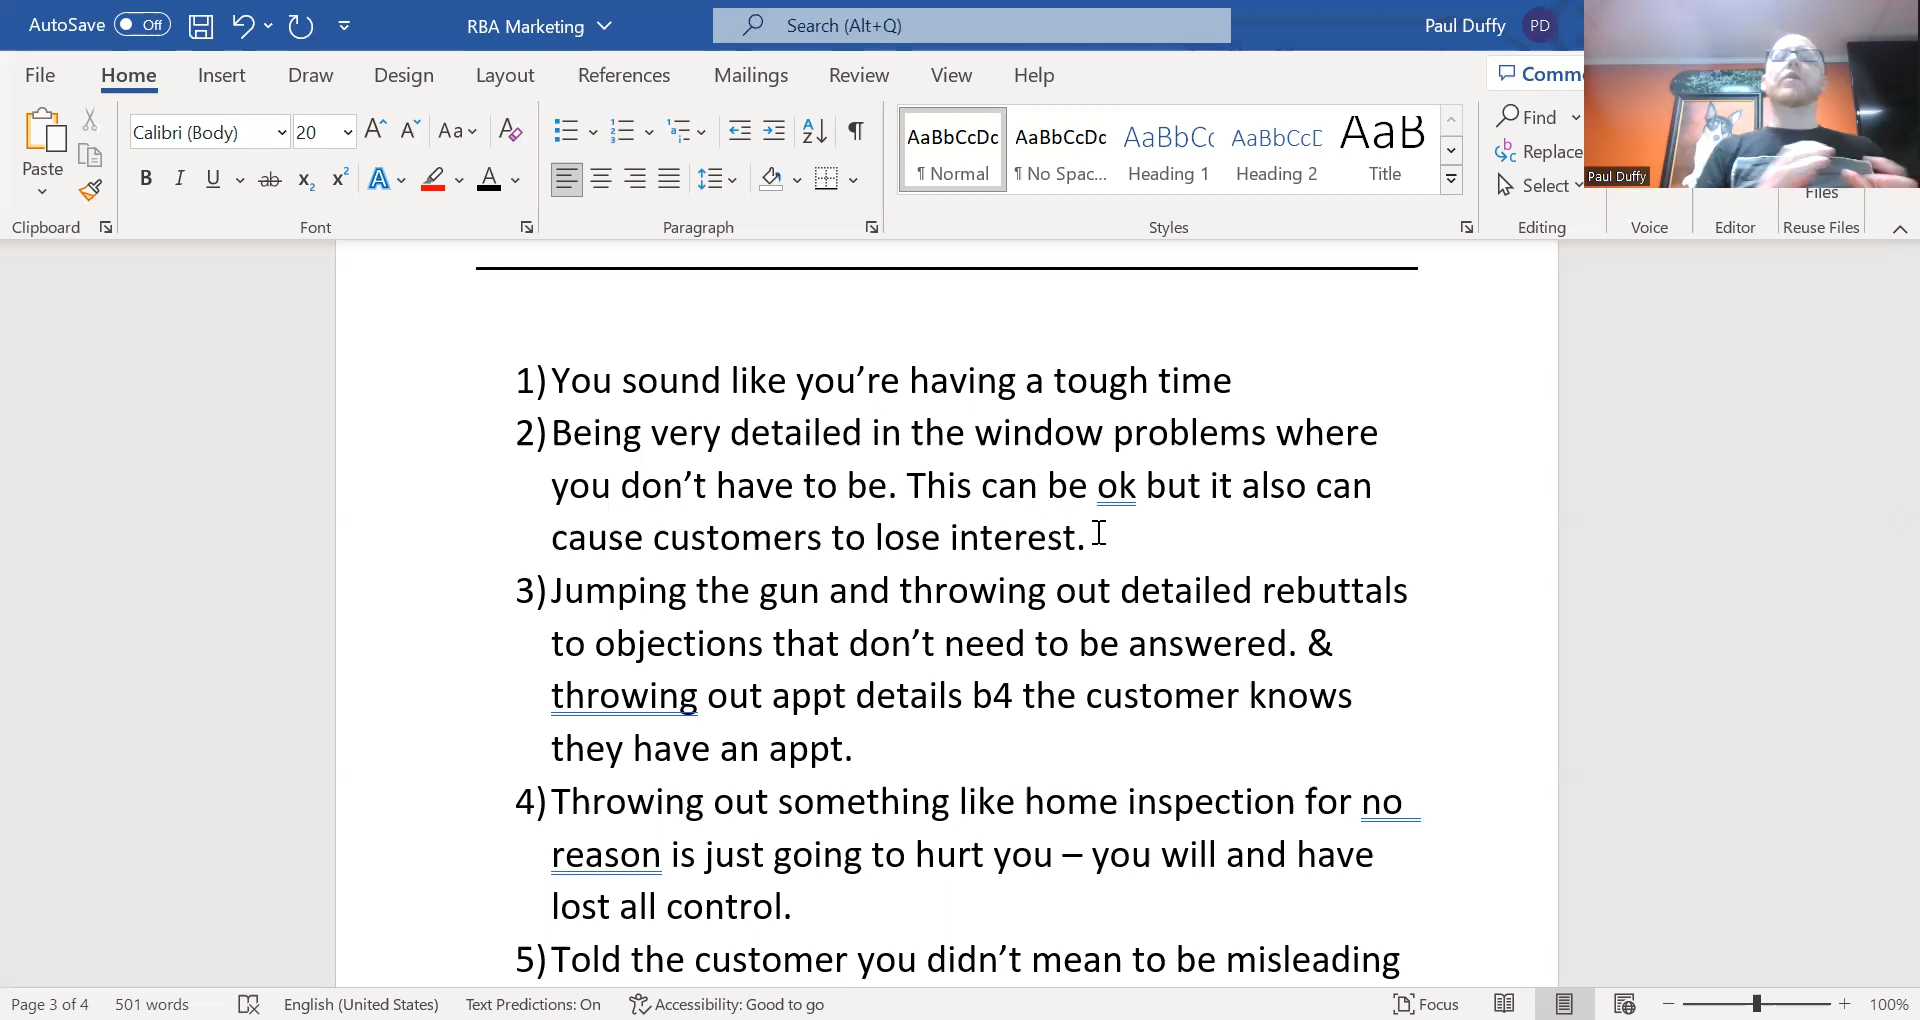 AutoSave Off RBA Marketing Search (Alt+Q) Paul Duffy PD
File Home Insert Draw Design Layout References Mailings Review View Help Comm
Calibri (Body) 20 Aa AaBbCcDc AaBbCcDc AaBbC AaBbCcD AaB Find
Paste B I U ab x2 x2 A A ¶ Normal ¶ No Spac... Heading 1 Heading 2 Title Replace
Select
Paul Duffy
Files
Clipboard Font Paragraph Styles Editing Voice Editor Reuse Files
1) You sound like you’re having a tough time
2) Being very detailed in the window problems where
you don’t have to be. This can be ok but it also can
cause customers to lose interest.
3) Jumping the gun and throwing out detailed rebuttals
to objections that don’t need to be answered. &
throwing out appt details b4 the customer knows
they have an appt.
4) Throwing out something like home inspection for no
reason is just going to hurt you – you will and have
lost all control.
5) Told the customer you didn’t mean to be misleading
Page 3 of 4 501 words English (United States) Text Predictions: On Accessibility: Good to go Focus 100%